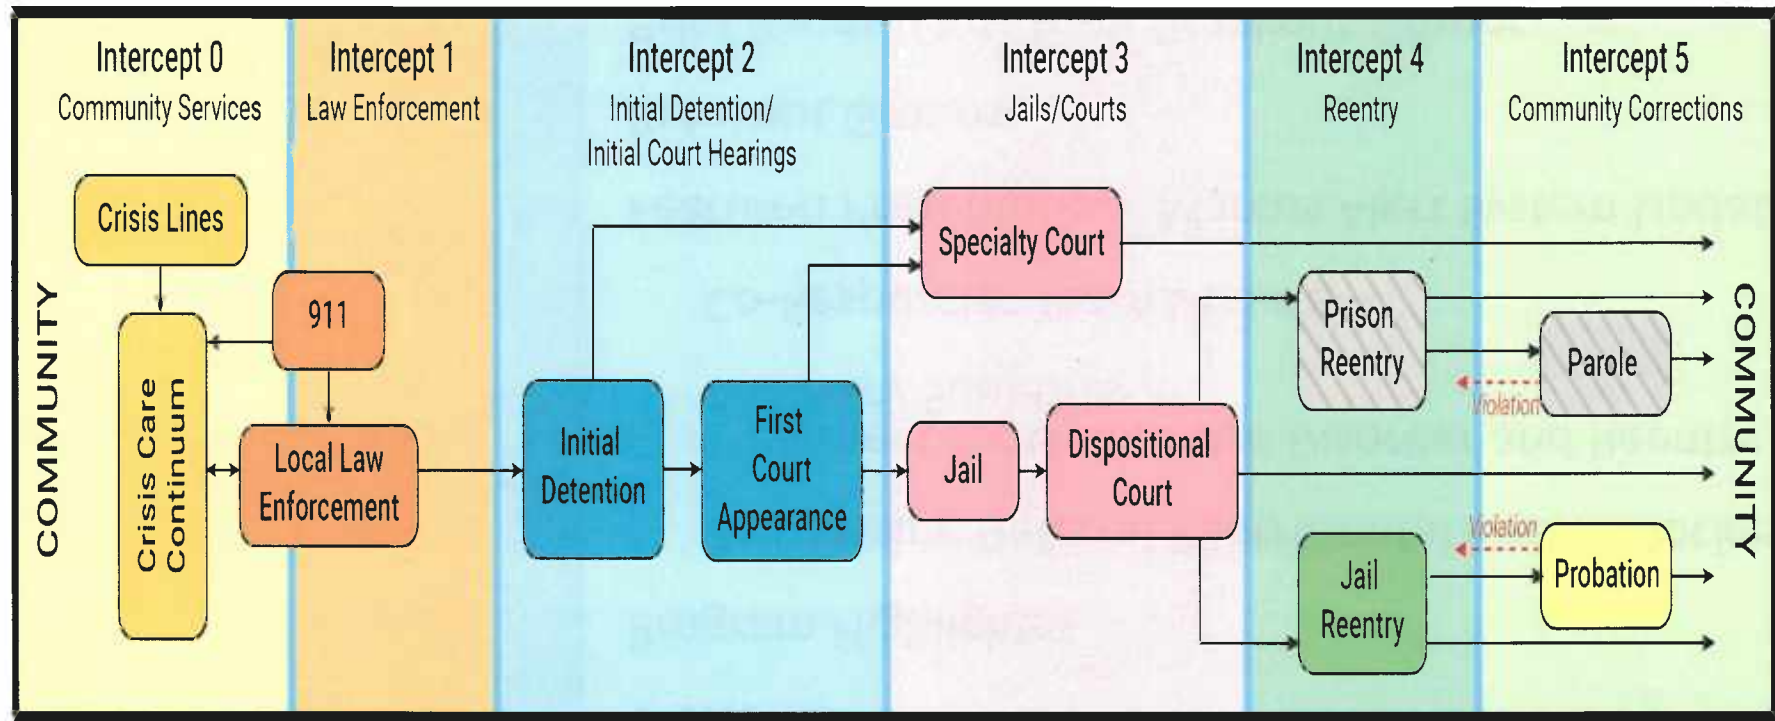 Intercept 0
Community Services
Intercept 1
Law Enforcement
Intercept 2
Initial Detention/
Initial Court Hearings
Intercept 3
Jails/Courts
Intercept 4
Reentry
Intercept 5
Community Corrections
COMMUNITY
Crisis Lines
Crisis Care
Continuum
911
Local Law
Enforcement
Initial
Detention
First
Court
Appearance
Specialty Court
Jail
Dispositional
Court
Prison
Reentry
Jail
Reentry
Parole
Violation
Violation
Probation
COMMUNITY